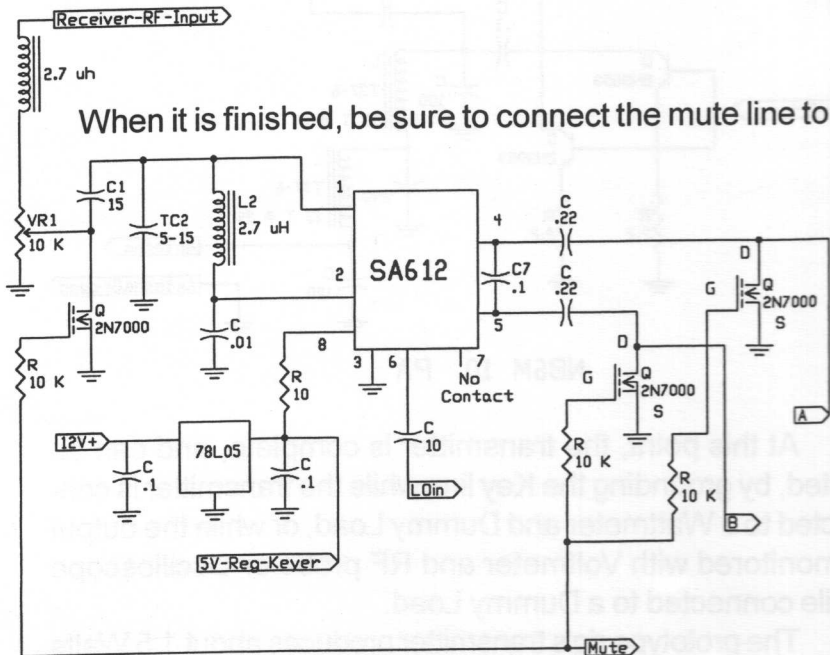 Receiver-RF-Input
2.7 uh
When it is finished, be sure to connect the mute line to
C1
15
TC2
5-15
L2
2.7 uH
VR1
10 K
Q
2N7000
R
10 K
1
2
8
3
6
7
4
5
SA612
No
Contact
C
.01
R
10
C7
.1
C
.22
C
.22
D
G
Q
2N7000
S
D
G
Q
2N7000
S
A
B
R
10 K
R
10 K
12V+
C
.1
78L05
C
.1
C
10
LOin
5V-Reg-Keyer
Mute